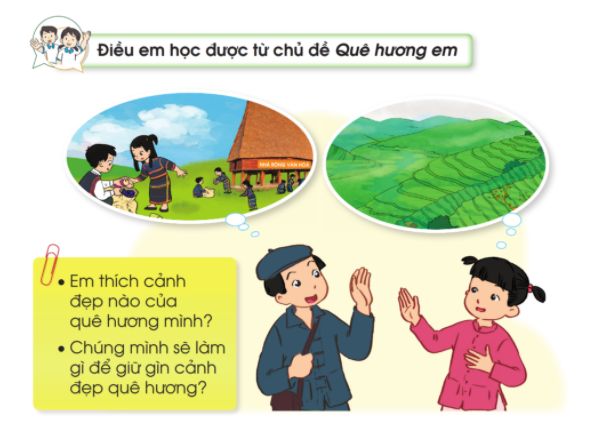 Điều em học được từ chủ đề Quê hương em
NHÀ RÔNG VĂN HOÁ
• Em thích cảnh
đẹp nào của
quê hương mình?
• Chúng mình sẽ làm
gì để giữ gìn cảnh
đẹp quê hương?